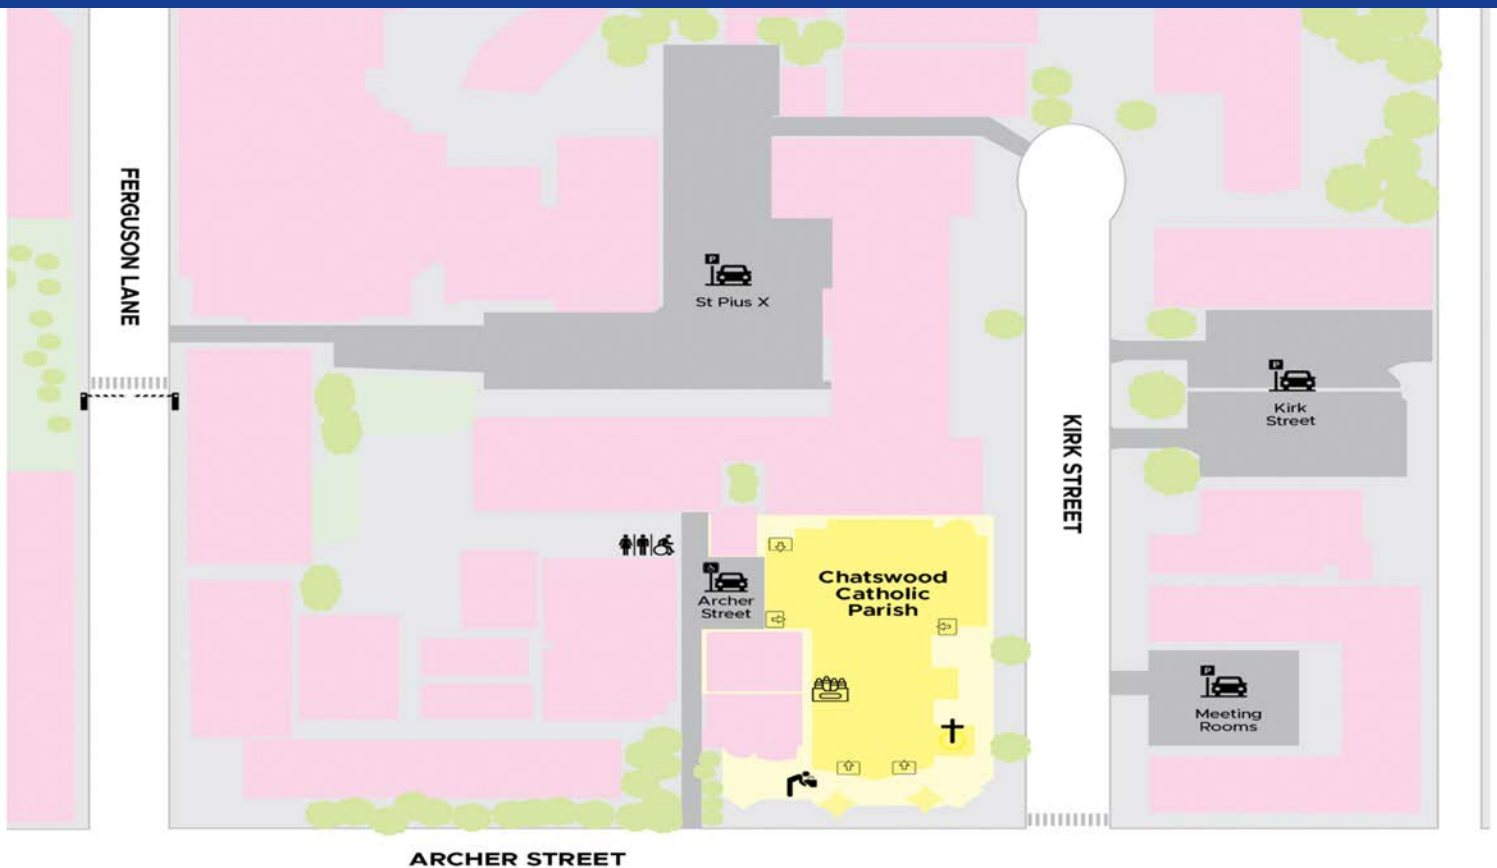 FERGUSON LANE
P
St Pius X
P
Kirk
Street
KIRK STREET
Archer
Street
Chatswood
Catholic
Parish
P
Meeting
Rooms
ARCHER STREET